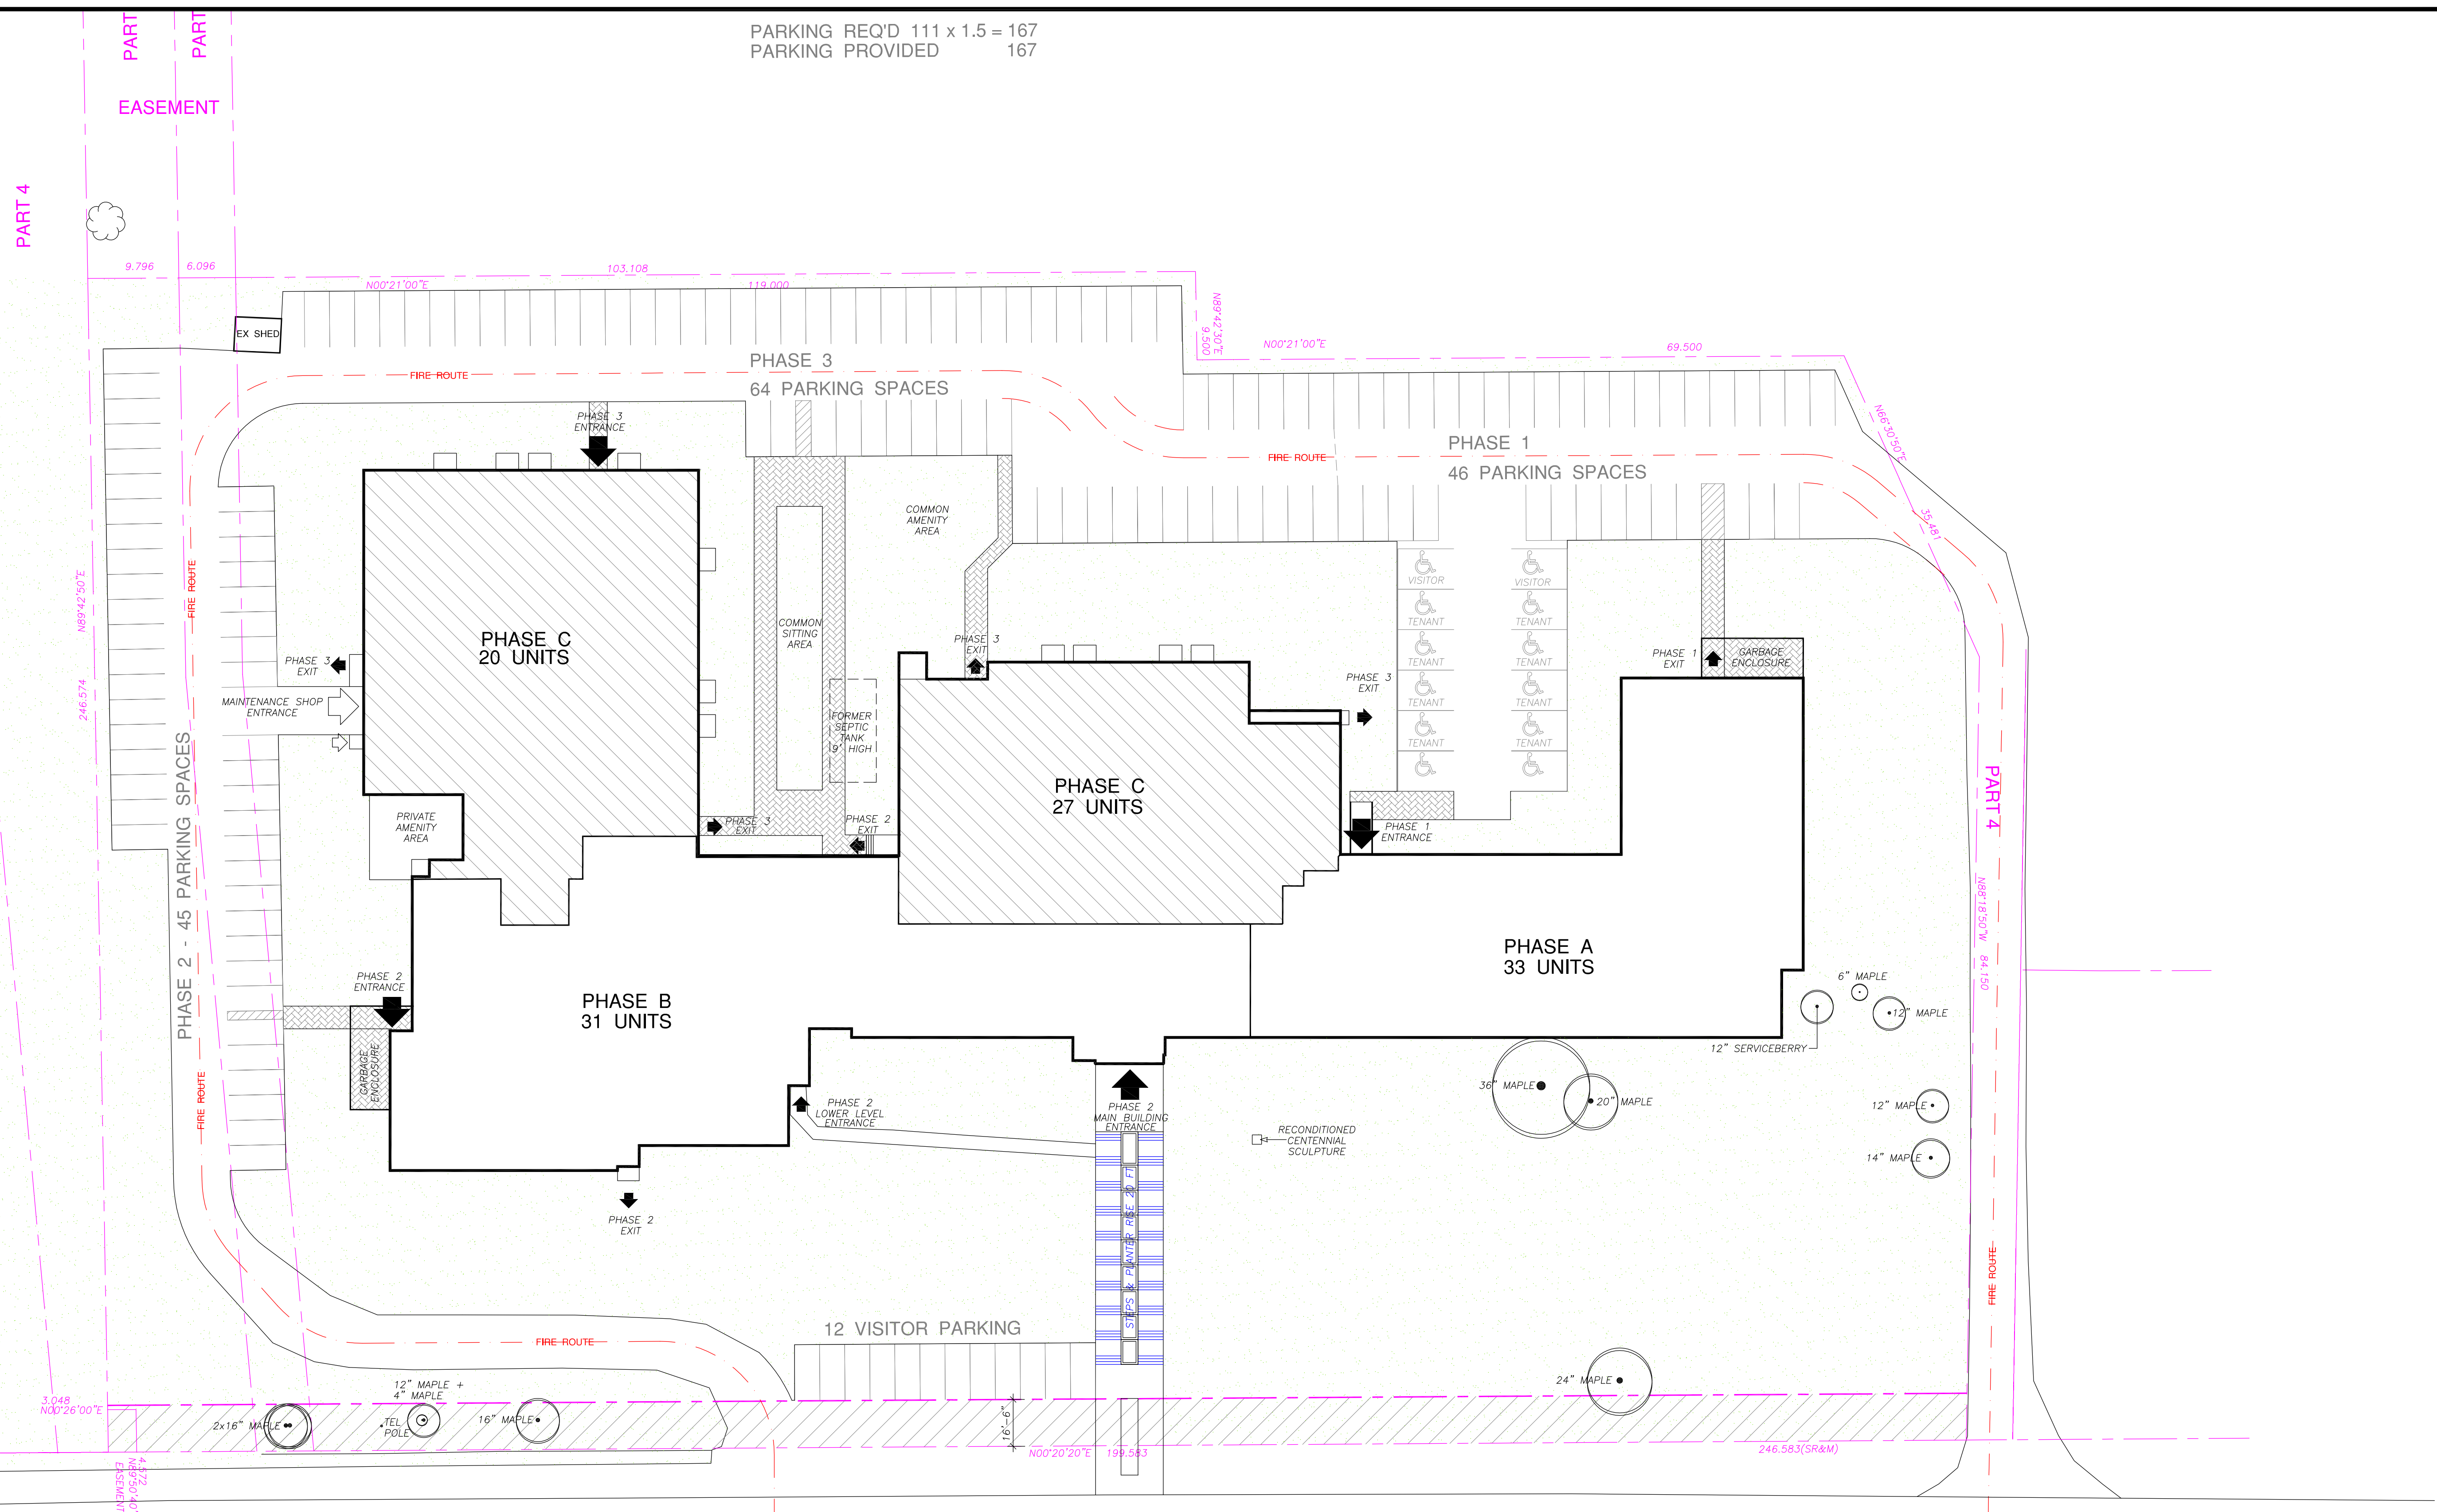 PARKING REQ'D 111 x 1.5 = 167
PARKING PROVIDED 167
PART
PART
EASEMENT
PART 4
9.796
6.096
103.108
N00°21'00"E
119.000
N89°42'30"E
9.500
N00°21'00"E
69.500
EX SHED
PHASE 3
64 PARKING SPACES
FIRE ROUTE
PHASE 3
ENTRANCE
PHASE 1
46 PARKING SPACES
FIRE ROUTE
N66°30'50"E
35.481
COMMON
AMENITY
AREA
N89°42'50"E
246.574
FIRE ROUTE
PHASE C
20 UNITS
COMMON
SITTING
AREA
PHASE 3
EXIT
MAINTENANCE SHOP
ENTRANCE
FORMER
SEPTIC
TANK
9' HIGH
PHASE 3
EXIT
PHASE 3
EXIT
VISITOR
TENANT
TENANT
TENANT
TENANT
VISITOR
TENANT
TENANT
TENANT
TENANT
PHASE 1
EXIT
GARBAGE
ENCLOSURE
PHASE C
27 UNITS
PRIVATE
AMENITY
AREA
PHASE 3
EXIT
PHASE 2
EXIT
PHASE 1
ENTRANCE
PART 4
PHASE 2 - 45 PARKING SPACES
N88°18'50"W 84.150
PHASE A
33 UNITS
PHASE 2
ENTRANCE
PHASE B
31 UNITS
6" MAPLE
12" MAPLE
12" SERVICEBERRY
GARBAGE
ENCLOSURE
FIRE ROUTE
PHASE 2
LOWER LEVEL
ENTRANCE
PHASE 2
MAIN BUILDING
ENTRANCE
36" MAPLE
20" MAPLE
12" MAPLE
14" MAPLE
RECONDITIONED
CENTENNIAL
SCULPTURE
STEPS & PLANTER RISE 20 FT
PHASE 2
EXIT
FIRE ROUTE
12 VISITOR PARKING
FIRE ROUTE
24" MAPLE
3.048
N00°26'00"E
2x16" MAPLE
12" MAPLE +
4" MAPLE
TEL
POLE
16" MAPLE
16'-6"
N00°20'20"E 199.583
246.583(SR&M)
4.572
N89°50'40"
EASEMENT